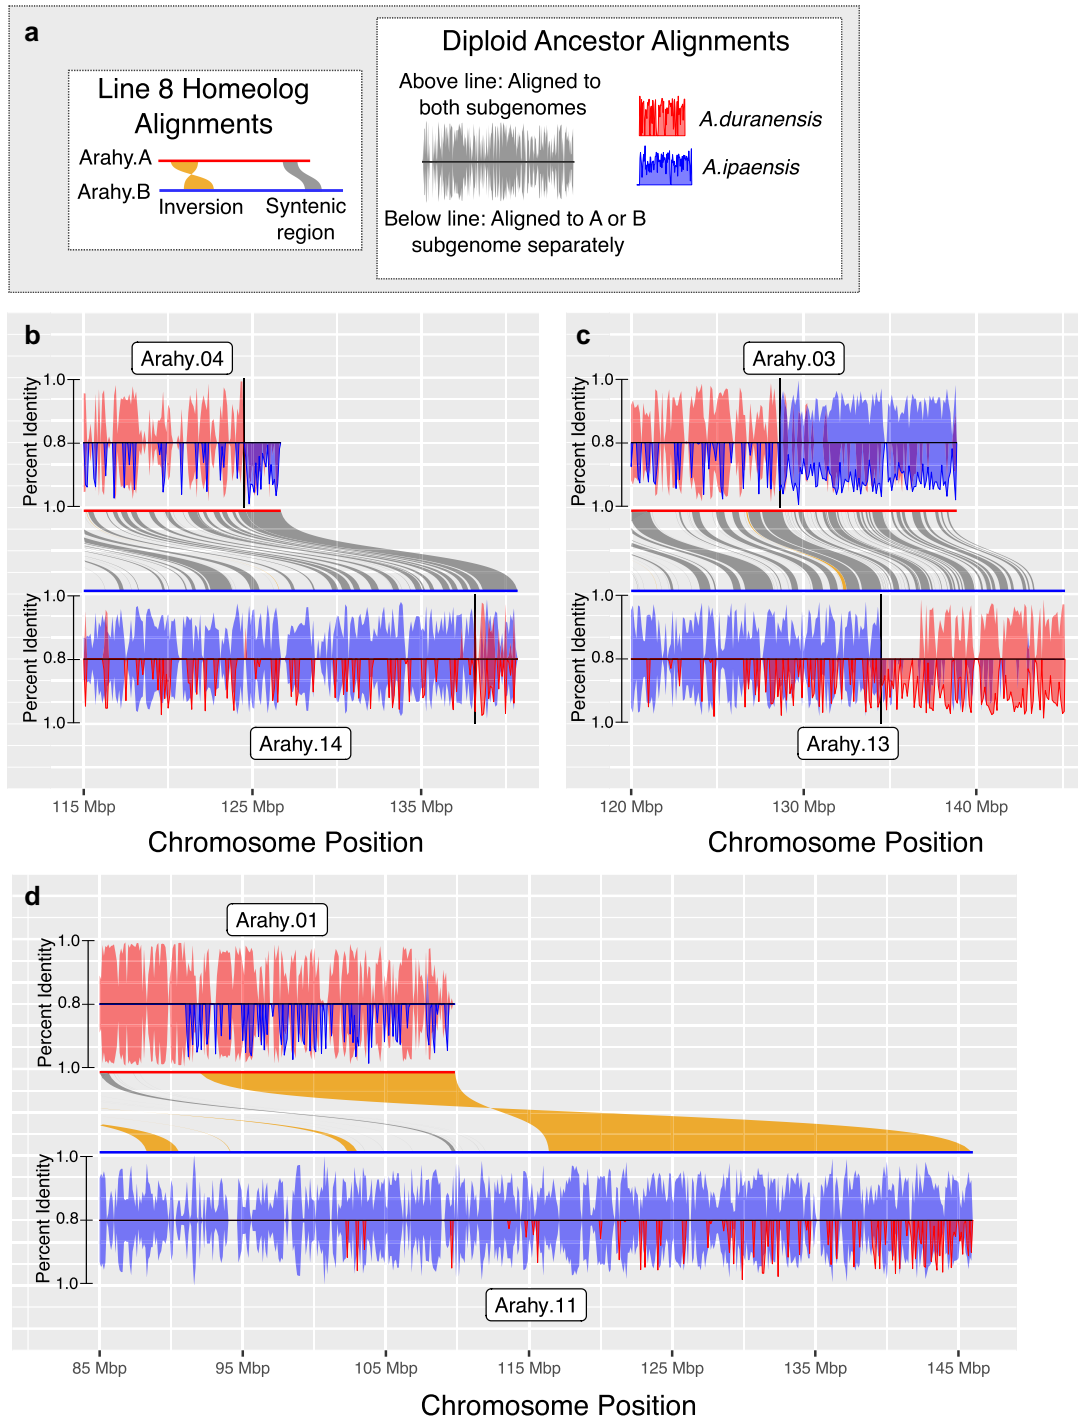 a
Line 8 Homeolog
Alignments
Arahy.A
Arahy.B
Inversion
Syntenic
region
Diploid Ancestor Alignments
Above line: Aligned to
both subgenomes
Below line: Aligned to A or B
subgenome separately
A.duranensis
A.ipaensis
b
Arahy.04
Percent Identity
1.0
0.8
1.0
Percent Identity
1.0
0.8
1.0
Arahy.14
115 Mbp
125 Mbp
135 Mbp
Chromosome Position
c
Arahy.03
Percent Identity
1.0
0.8
1.0
Percent Identity
1.0
0.8
1.0
Arahy.13
120 Mbp
130 Mbp
140 Mbp
Chromosome Position
d
Arahy.01
Percent Identity
1.0
0.8
1.0
Percent Identity
1.0
0.8
1.0
Arahy.11
85 Mbp
95 Mbp
105 Mbp
115 Mbp
125 Mbp
135 Mbp
145 Mbp
Chromosome Position